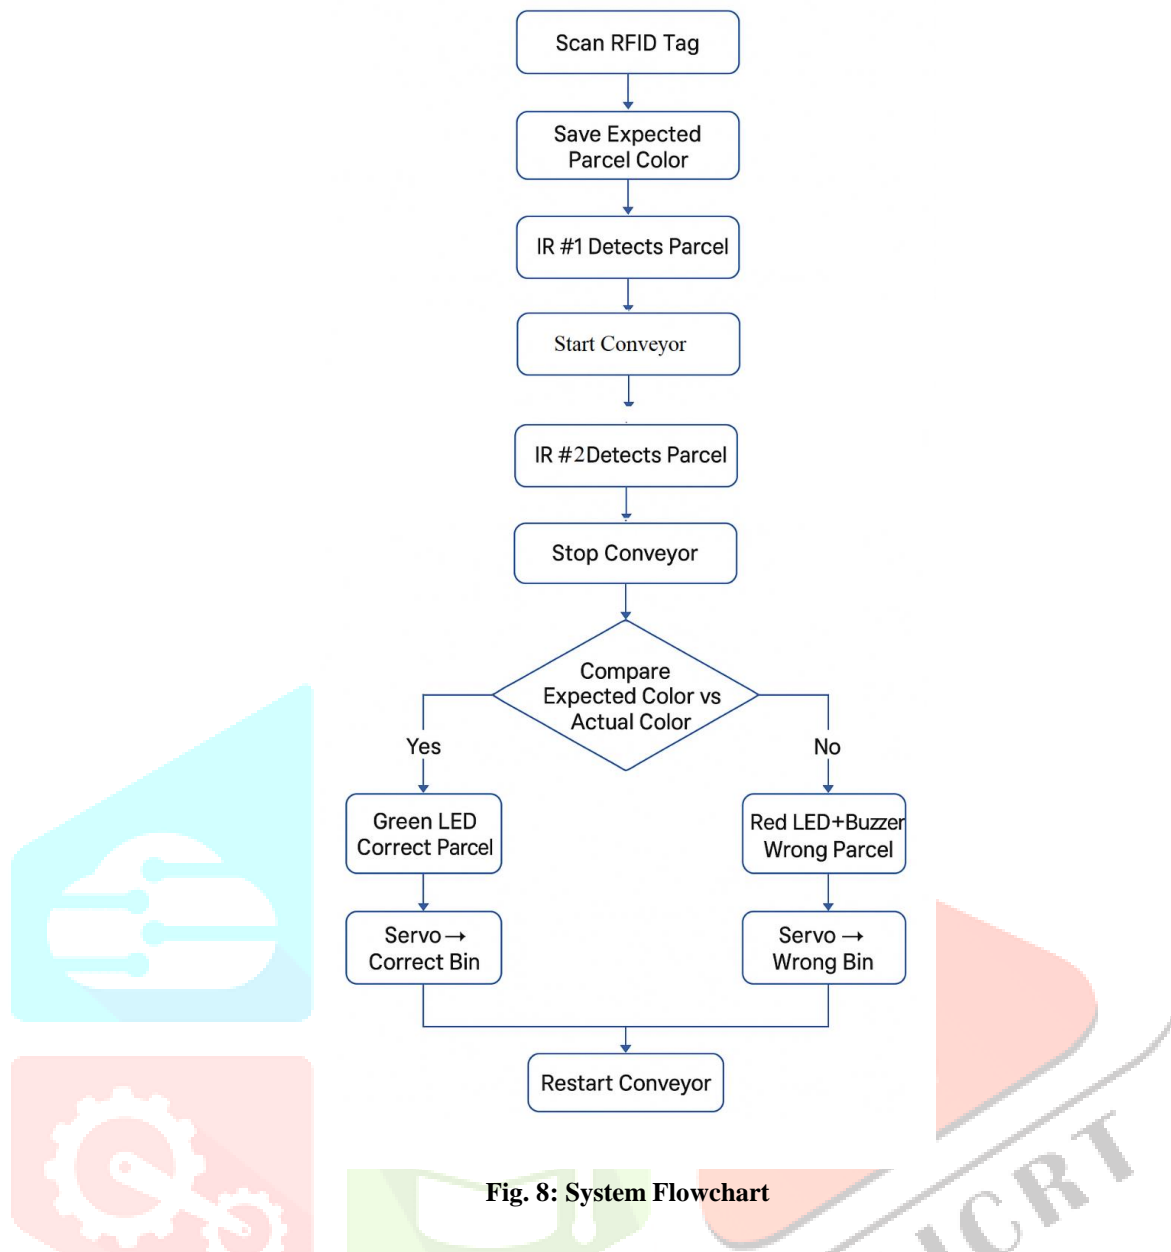 Scan RFID Tag
Save Expected
Parcel Color
IR #1 Detects Parcel
Start Conveyor
IR #2Detects Parcel
Stop Conveyor
Compare
Expected Color vs
Actual Color
Yes
No
Green LED
Correct Parcel
Red LED+Buzzer
Wrong Parcel
Servo →
Correct Bin
Servo →
Wrong Bin
Restart Conveyor
Fig. 8: System Flowchart